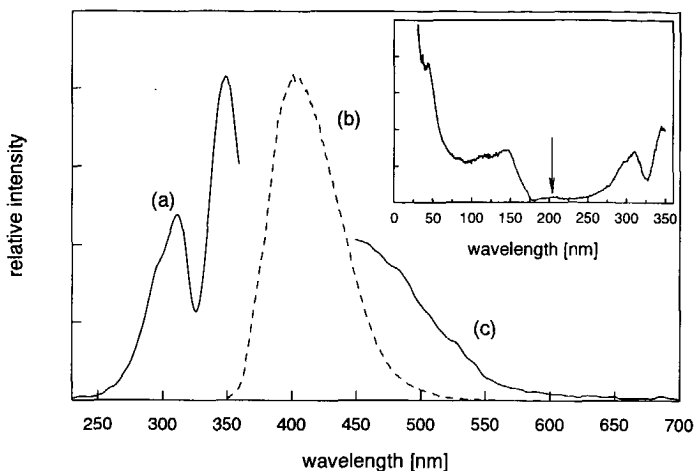 relative intensity
(a)
(b)
(c)
0 50 100 150 200 250 300 350
wavelength [nm]
250 300 350 400 450 500 550 600 650 700
wavelength [nm]